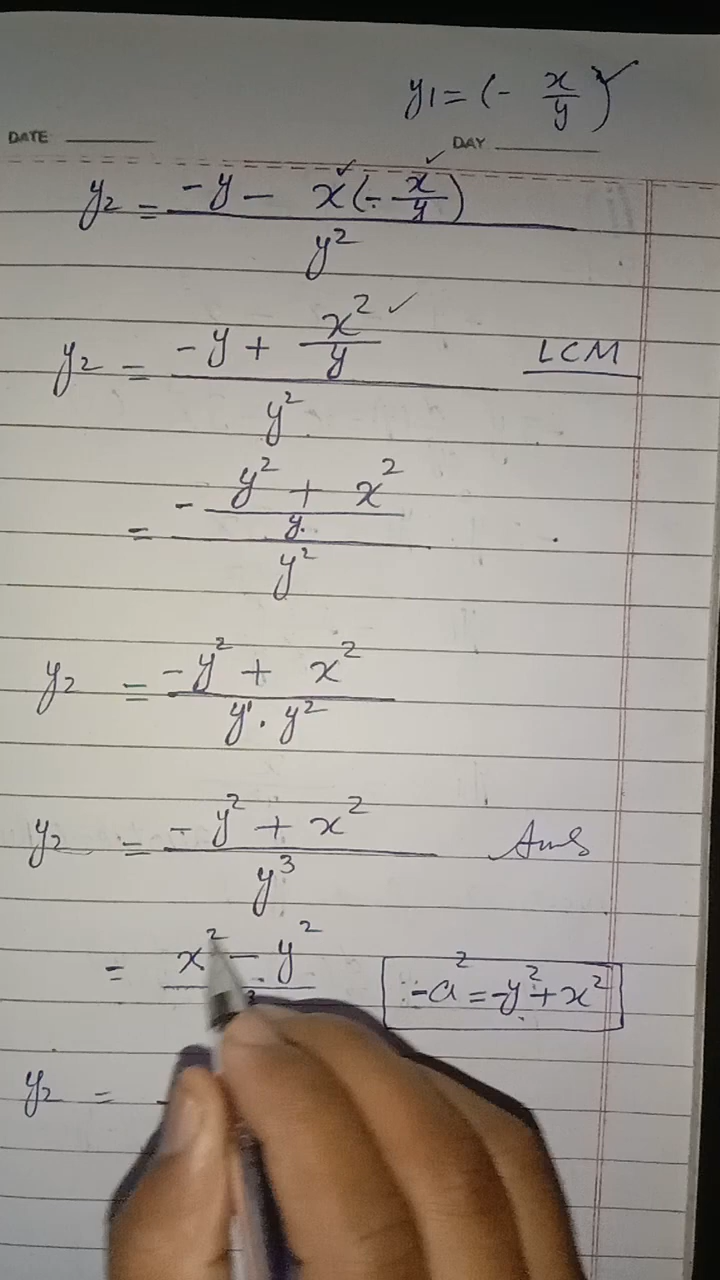 y1 = (- x/y)
DATE DAY
y2 = (-y - x(- x/y)) / y²
y2 = (-y + x²/y) / y² LCM
= (- (y² + x²)/y) / y²
y2 = (-y² + x²) / (y¹ . y²)
y2 = (-y² + x²) / y³ Ans
= x² - y² -a² = -y² + x²
y2 =